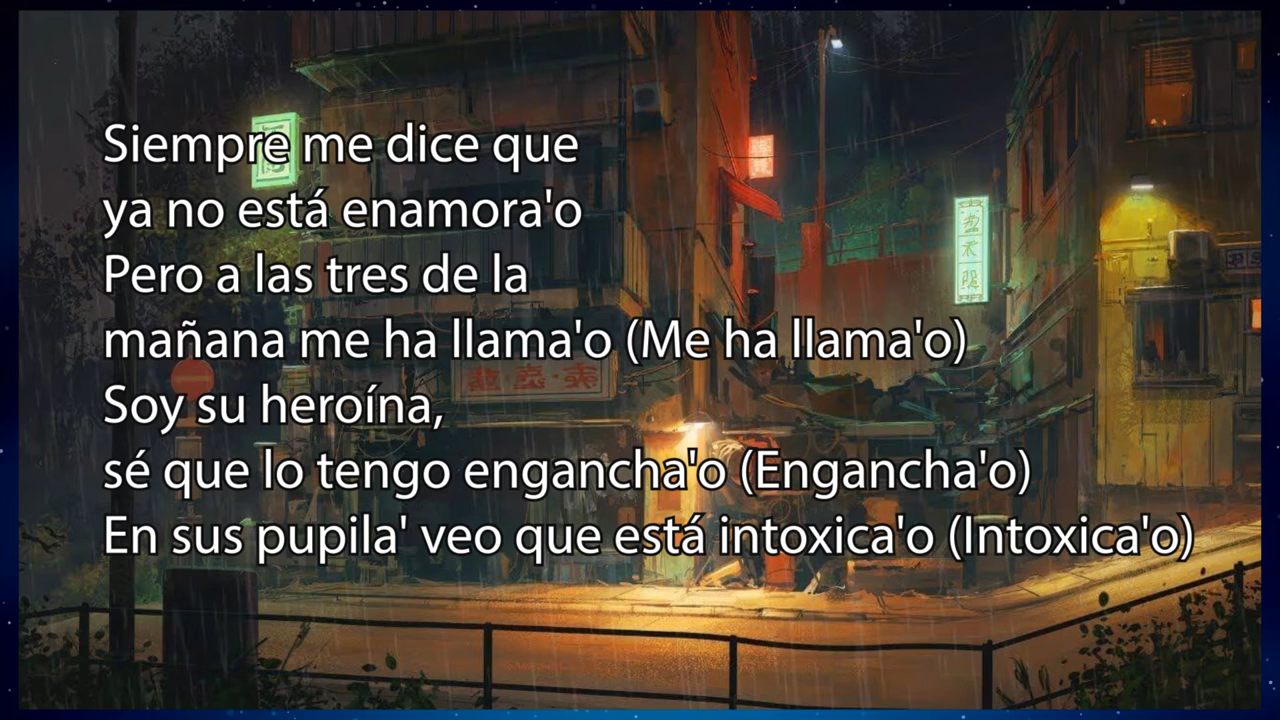 Siempre me dice que
ya no está enamora'o
Pero a las tres de la
mañana me ha llama'o (Me ha llama'o)
Soy su heroína,
sé que lo tengo engancha'o (Engancha'o)
En sus pupila' veo que está intoxica'o (Intoxica'o)